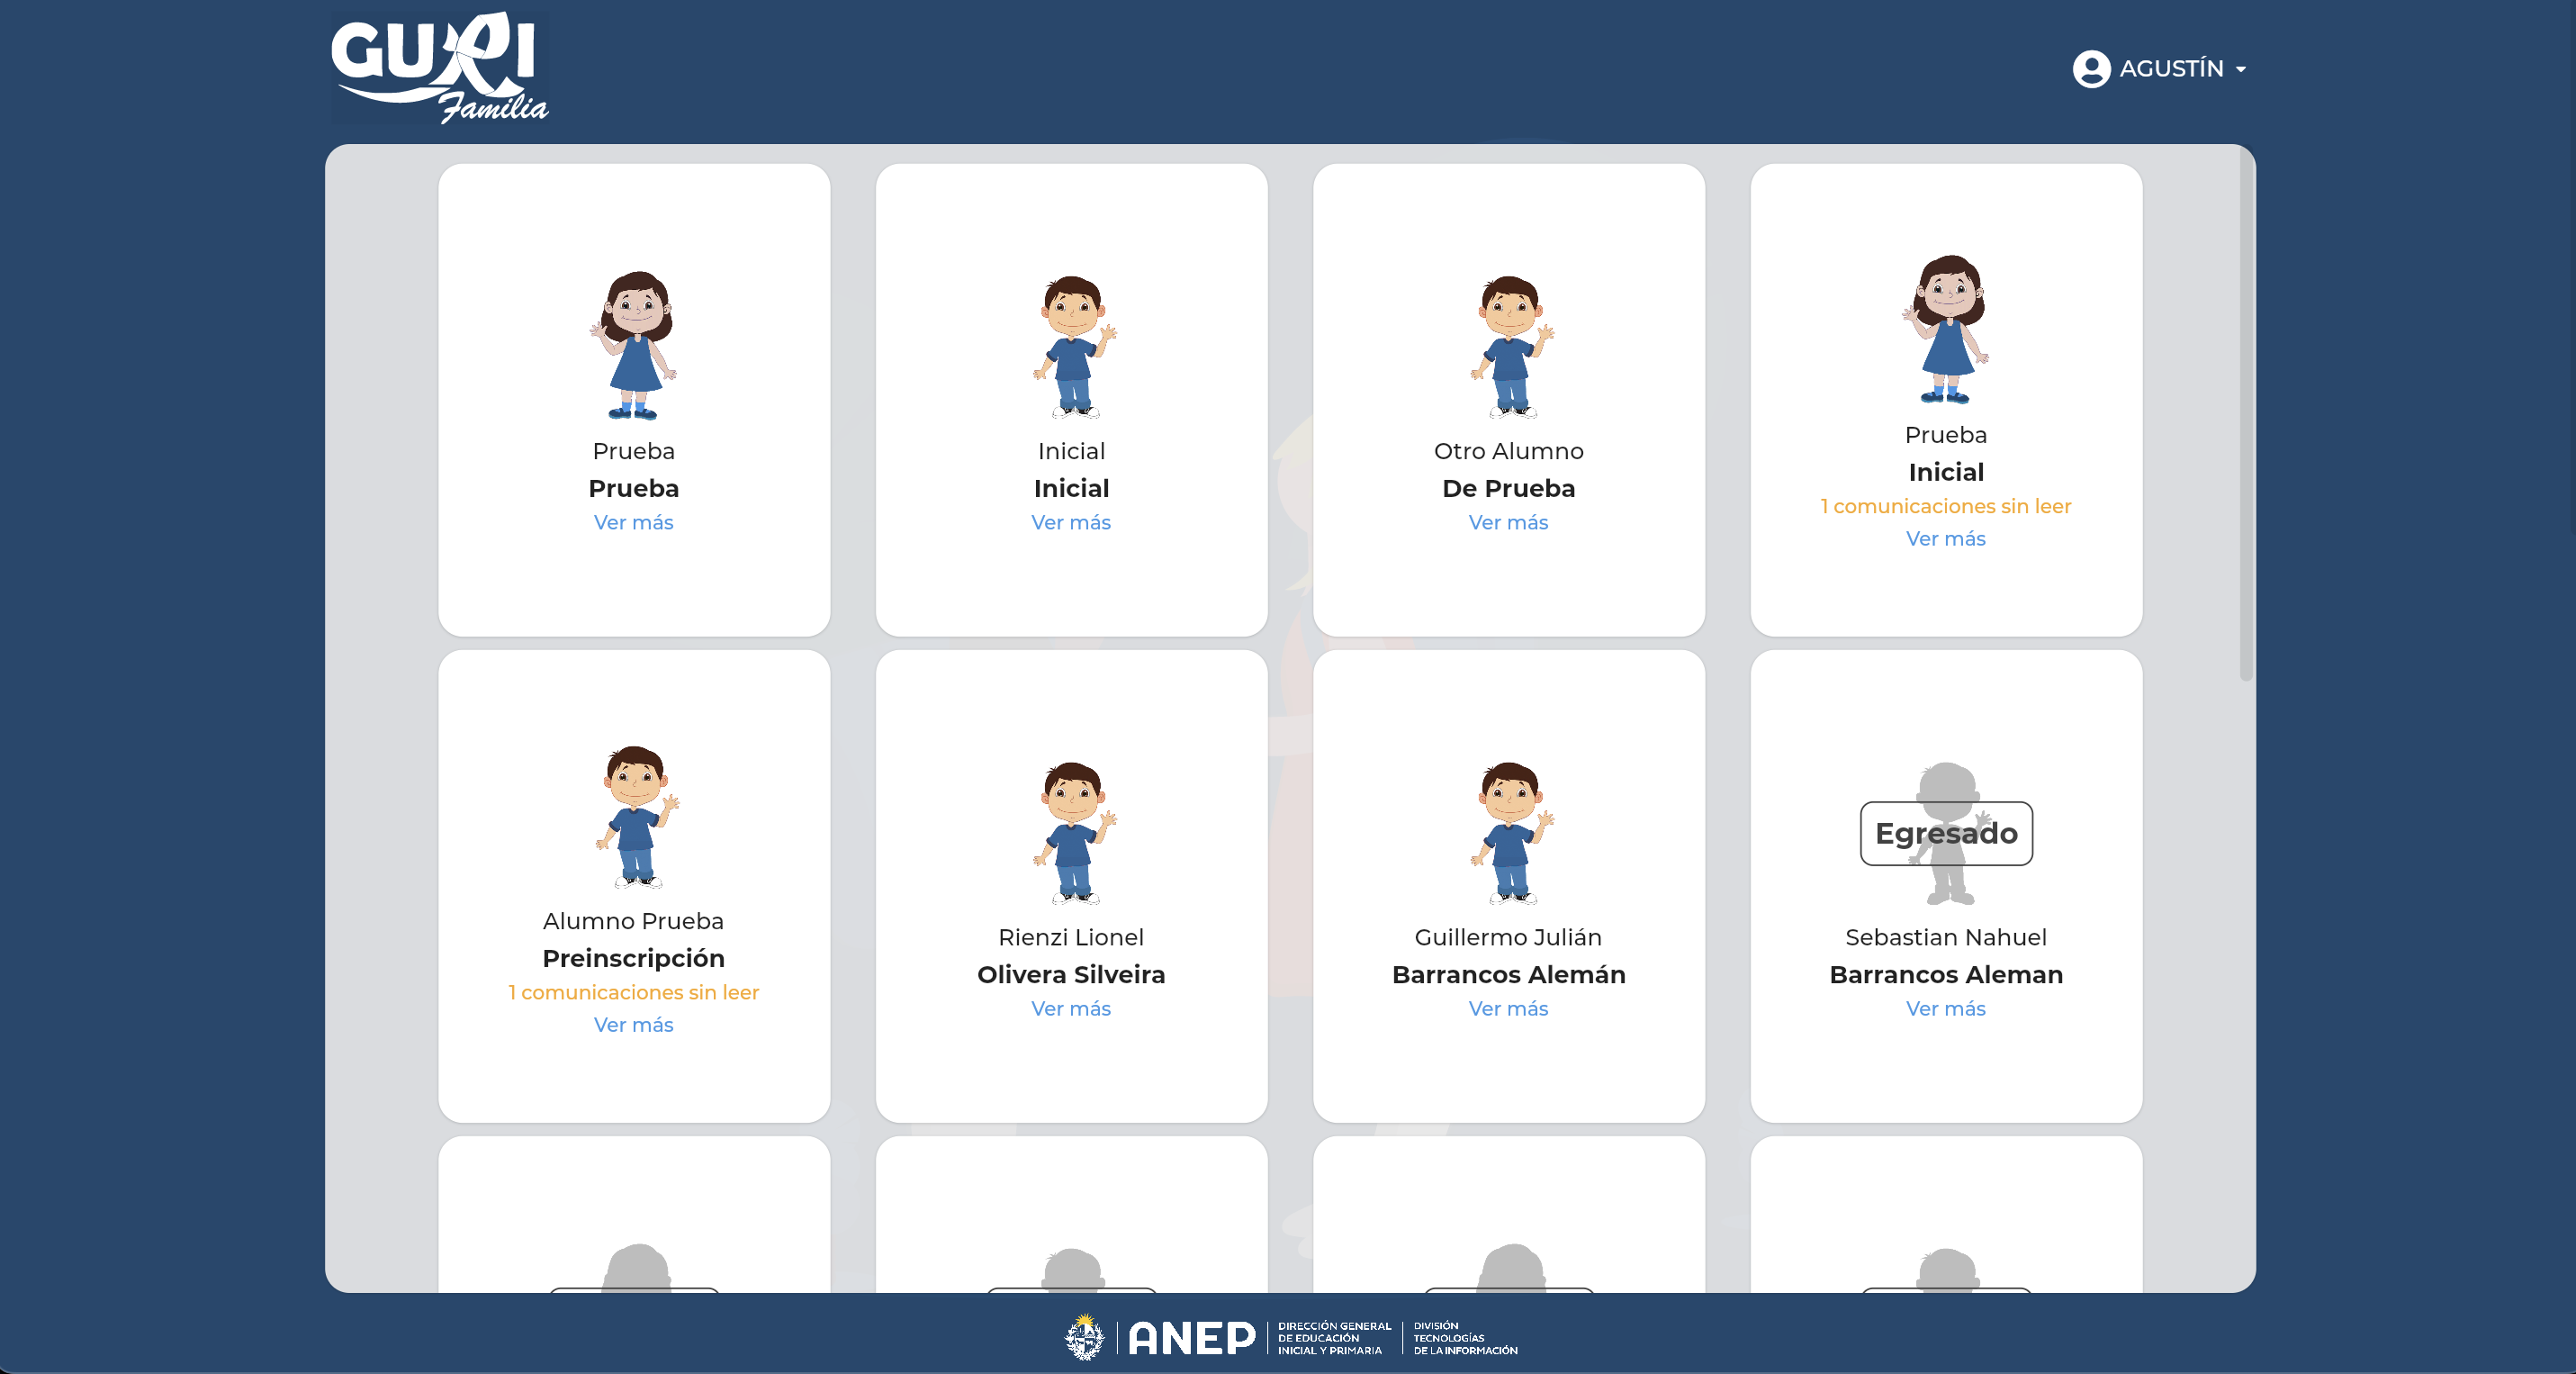 GURI
Familia
AGUSTÍN
Prueba
Prueba
Ver más
Inicial
Inicial
Ver más
Otro Alumno
De Prueba
Ver más
Prueba
Inicial
1 comunicaciones sin leer
Ver más
Alumno Prueba
Preinscripción
1 comunicaciones sin leer
Ver más
Rienzi Lionel
Olivera Silveira
Ver más
Guillermo Julián
Barrancos Alemán
Ver más
Egresado
Sebastian Nahuel
Barrancos Aleman
Ver más
ANEP
DIRECCIÓN GENERAL
DE EDUCACIÓN
INICIAL Y PRIMARIA
DIVISIÓN
TECNOLOGÍAS
DE LA INFORMACIÓN